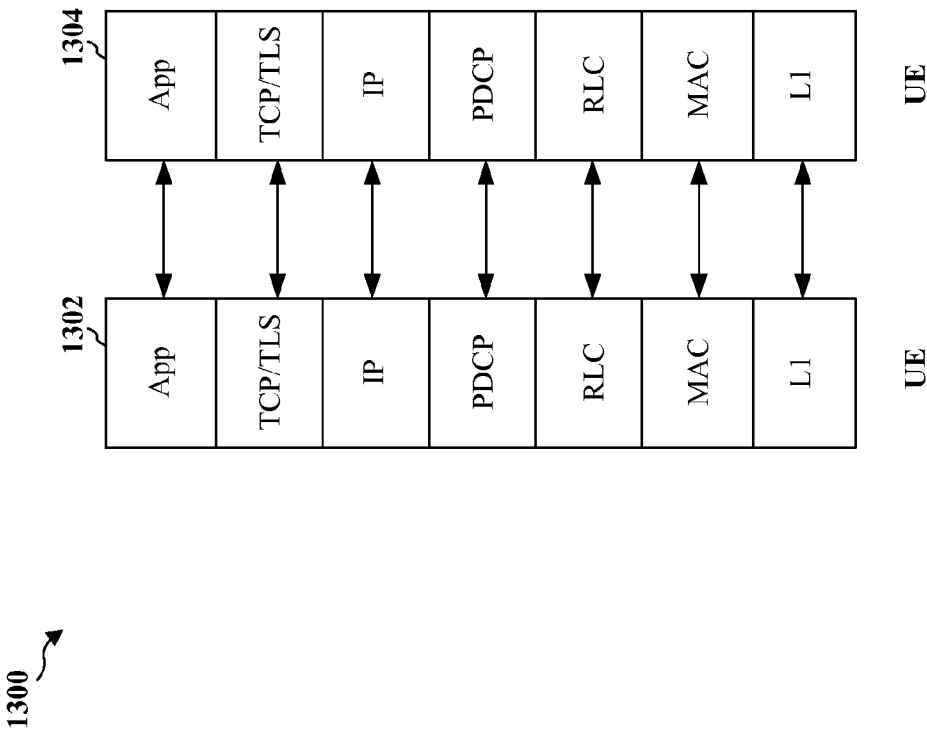 1300
1302
1304
App
App
TCP/TLS
TCP/TLS
IP
IP
PDCP
PDCP
RLC
RLC
MAC
MAC
L1
L1
UE
UE